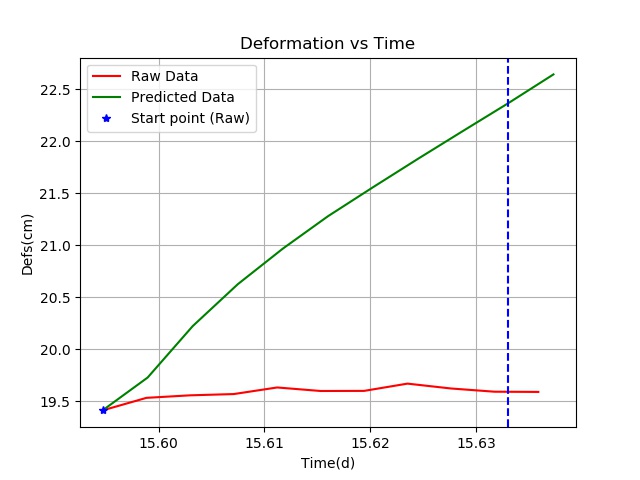 Deformation vs Time
Raw Data
Predicted Data
Start point (Raw)
22.5
22.0
21.5
21.0
20.5
20.0
19.5
Defs(cm)
15.60
15.61
15.62
15.63
Time(d)